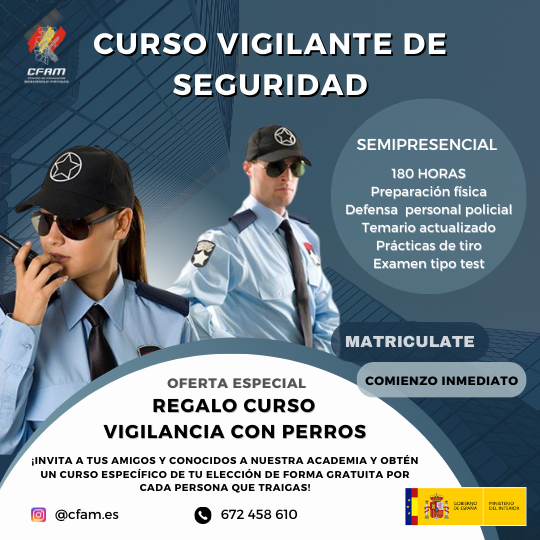 CFAM
CURSO VIGILANTE DE
SEGURIDAD
SEMIPRESENCIAL
180 HORAS
Preparación física
Defensa personal policial
Temario actualizado
Prácticas de tiro
Examen tipo test
MATRICULATE
COMIENZO INMEDIATO
OFERTA ESPECIAL
REGALO CURSO
VIGILANCIA CON PERROS
¡INVITA A TUS AMIGOS Y CONOCIDOS A NUESTRA ACADEMIA Y OBTÉN
UN CURSO ESPECÍFICO DE TU ELECCIÓN DE FORMA GRATUITA POR
CADA PERSONA QUE TRAIGAS!
@cfam.es
672 458 610
GOBIERNO
DE ESPAÑA
MINISTERIO
DEL INTERIOR